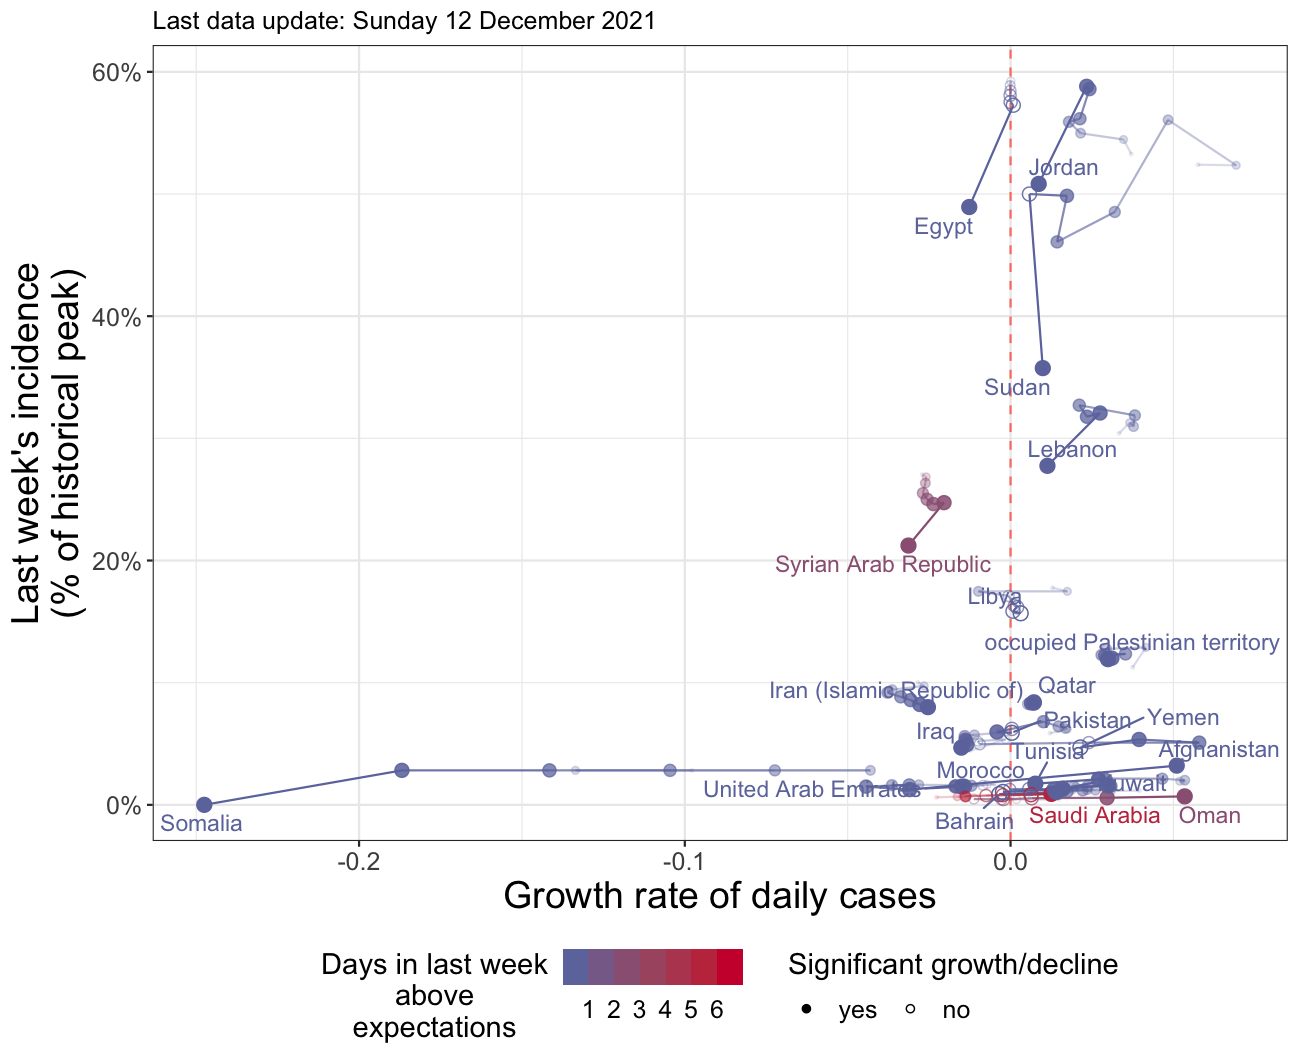 Last data update: Sunday 12 December 2021
Last week's incidence
(% of historical peak)
60%
40%
20%
0%
Jordan
Egypt
Sudan
Lebanon
Syrian Arab Republic
Libya
occupied Palestinian territory
Iran (Islamic Republic of)
Qatar
Iraq
Pakistan
Yemen
Tunisia
Afghanistan
Morocco
United Arab Emirates
Kuwait
Somalia
Bahrain
Saudi Arabia
Oman
-0.2
-0.1
0.0
Growth rate of daily cases
Days in last week
above
expectations
1 2 3 4 5 6
Significant growth/decline
yes
no